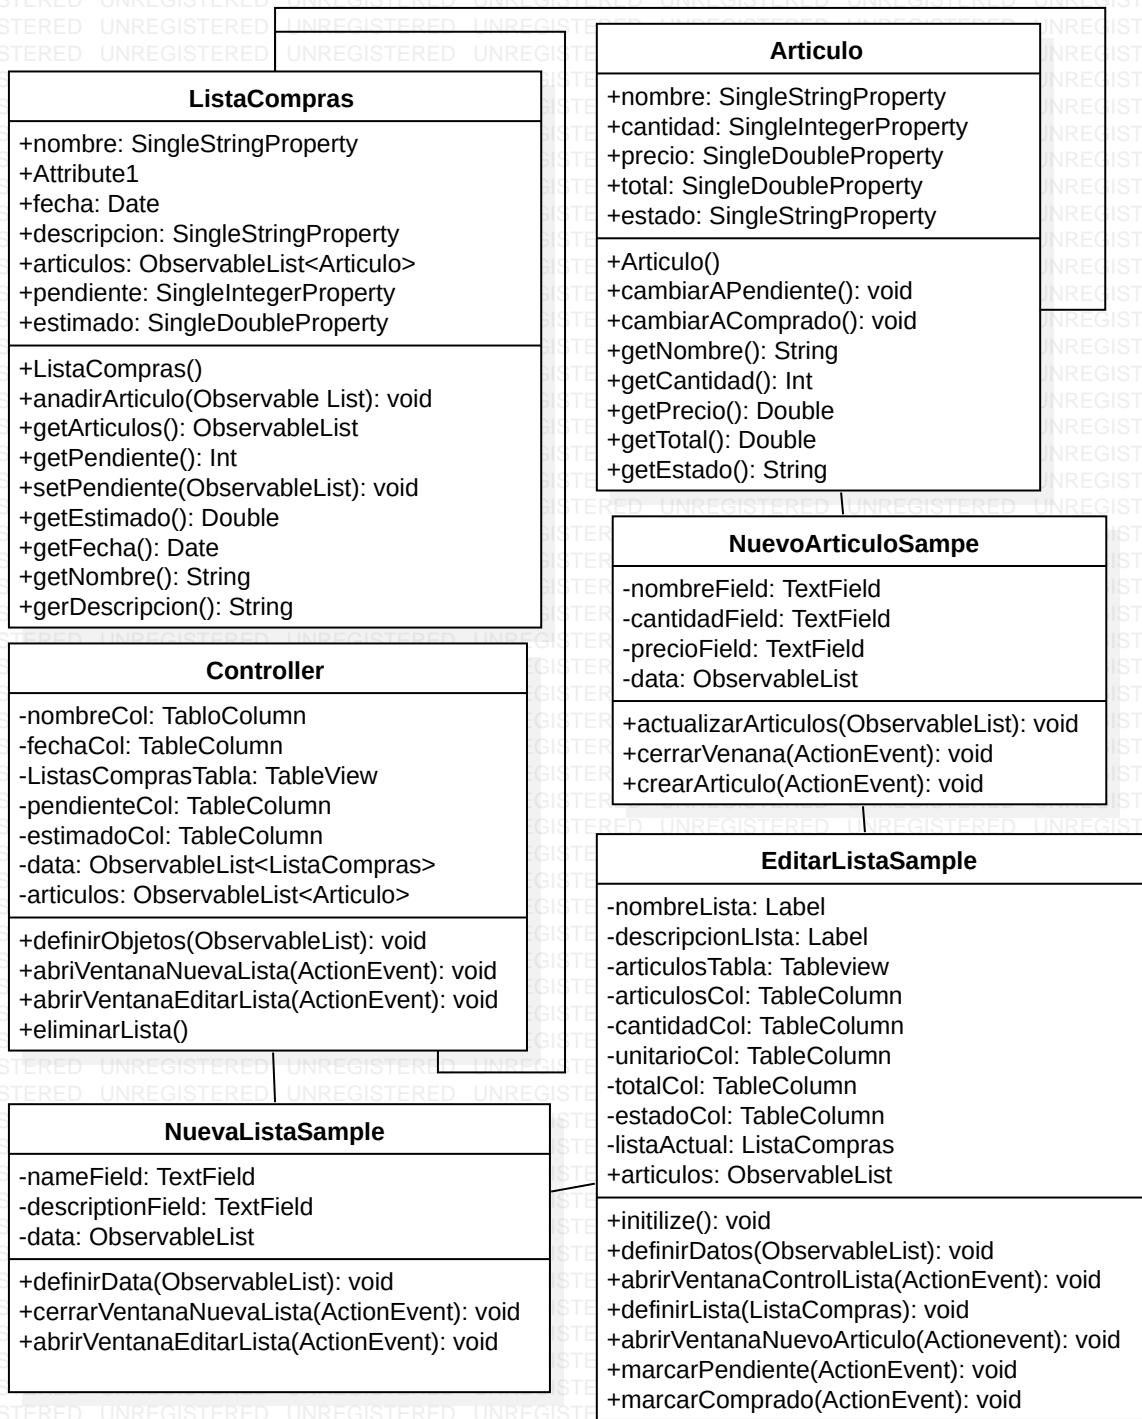 ListaCompras
+nombre: SingleStringProperty
+Attribute1
+fecha: Date
+descripcion: SingleStringProperty
+articulos: ObservableList<Articulo>
+pendiente: SingleIntegerProperty
+estimado: SingleDoubleProperty
+ListaCompras()
+anadirArticulo(Observable List): void
+getArticulos(): ObservableList
+getPendiente(): Int
+setPendiente(ObservableList): void
+getEstimado(): Double
+getFecha(): Date
+getNombre(): String
+gerDescripcion(): String
Articulo
+nombre: SingleStringProperty
+cantidad: SingleIntegerProperty
+precio: SingleDoubleProperty
+total: SingleDoubleProperty
+estado: SingleStringProperty
+Articulo()
+cambiarAPendiente(): void
+cambiarAComprado(): void
+getNombre(): String
+getCantidad(): Int
+getPrecio(): Double
+getTotal(): Double
+getEstado(): String
NuevoArticuloSampe
-nombreField: TextField
-cantidadField: TextField
-precioField: TextField
-data: ObservableList
+actualizarArticulos(ObservableList): void
+cerrarVenana(ActionEvent): void
+crearArticulo(ActionEvent): void
Controller
-nombreCol: TabloColumn
-fechaCol: TableColumn
-ListasComprasTabla: TableView
-pendienteCol: TableColumn
-estimadoCol: TableColumn
-data: ObservableList<ListaCompras>
-articulos: ObservableList<Articulo>
+definirObjetos(ObservableList): void
+abriVentanaNuevaLista(ActionEvent): void
+abrirVentanaEditarLista(ActionEvent): void
+eliminarLista()
NuevaListaSample
-nameField: TextField
-descriptionField: TextField
-data: ObservableList
+definirData(ObservableList): void
+cerrarVentanaNuevaLista(ActionEvent): void
+abrirVentanaEditarLista(ActionEvent): void
EditarListaSample
-nombreLista: Label
-descripcionLIsta: Label
-articulosTabla: Tableview
-articulosCol: TableColumn
-cantidadCol: TableColumn
-unitarioCol: TableColumn
-totalCol: TableColumn
-estadoCol: TableColumn
-listaActual: ListaCompras
+articulos: ObservableList
+initilize(): void
+definirDatos(ObservableList): void
+abrirVentanaControlLista(ActionEvent): void
+definirLista(ListaCompras): void
+abrirVentanaNuevoArticulo(Actionevent): void
+marcarPendiente(ActionEvent): void
+marcarComprado(ActionEvent): void